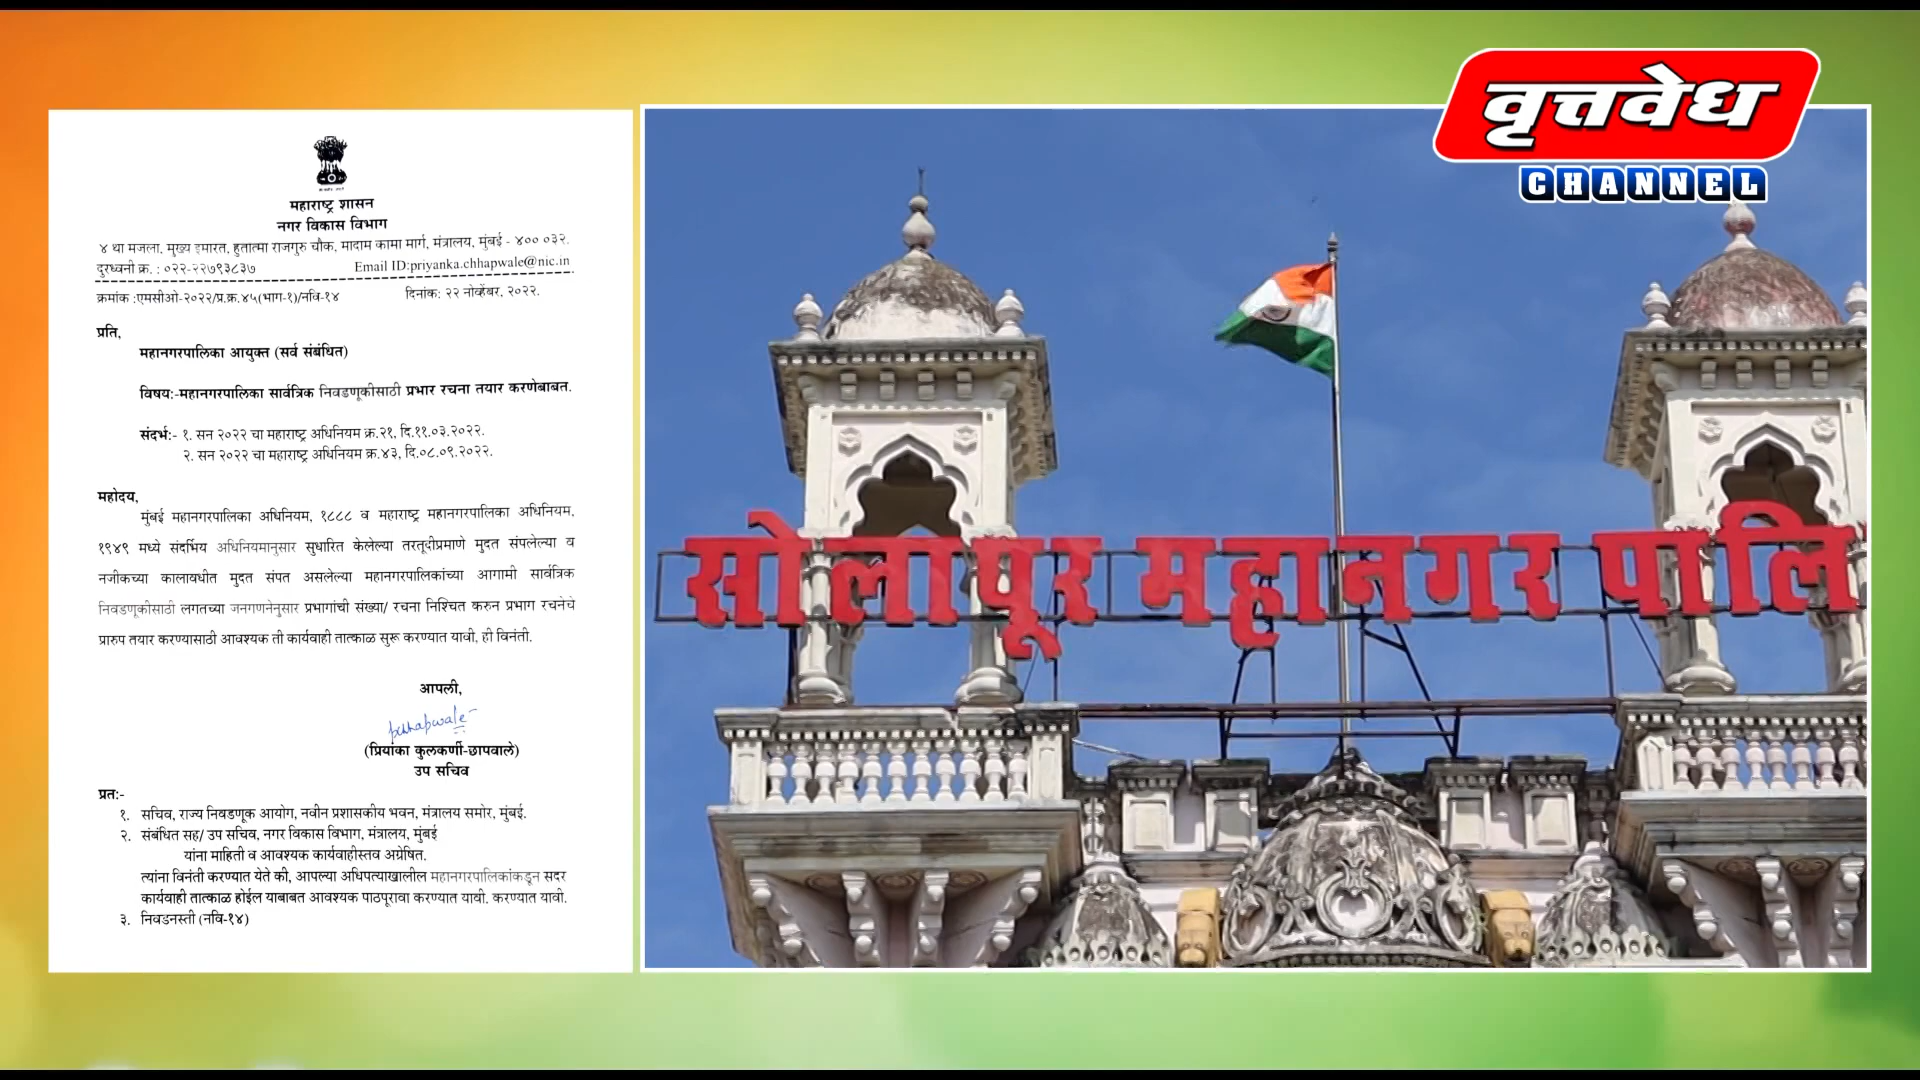 महाराष्ट्र शासन
नगर विकास विभाग
४ था मजला, मुख्य इमारत, हुतात्मा राजगुरु चौक, मादाम कामा मार्ग, मंत्रालय, मुंबई - ४०० ०३२.
दुरध्वनी क्र. : ०२२-२२७९३८३७ Email ID:priyanka.chhapwale@nic.in
क्रमांक :एमसीओ-२०२२/प्र.क्र.४५(भाग-१)/नवि-१४ दिनांक: २२ नोव्हेंबर, २०२२.
प्रति,
महानगरपालिका आयुक्त (सर्व संबंधित)
विषय:-महानगरपालिका सार्वत्रिक निवडणूकीसाठी प्रभार रचना तयार करणेबाबत.
संदर्भ:- १. सन २०२२ चा महाराष्ट्र अधिनियम क्र.२१, दि.११.०३.२०२२.
२. सन २०२२ चा महाराष्ट्र अधिनियम क्र.४३, दि.०८.०९.२०२२.
महोदय,
मुंबई महानगरपालिका अधिनियम, १८८८ व महाराष्ट्र महानगरपालिका अधिनियम,
१९४९ मध्ये संदर्भिय अधिनियमानुसार सुधारित केलेल्या तरतूदीप्रमाणे मुदत संपलेल्या व
नजीकच्या कालावधीत मुदत संपत असलेल्या महानगरपालिकांच्या आगामी सार्वत्रिक
निवडणूकीसाठी लगतच्या जनगणनेनुसार प्रभागांची संख्या/ रचना निश्चित करुन प्रभाग रचनेचे
प्रारुप तयार करण्यासाठी आवश्यक ती कार्यवाही तात्काळ सुरू करण्यात यावी, ही विनंती.
आपली,
pchhapwale
(प्रियांका कुलकर्णी-छापवाले)
उप सचिव
प्रत:-
१. सचिव, राज्य निवडणूक आयोग, नवीन प्रशासकीय भवन, मंत्रालय समोर, मुंबई.
२. संबंधित सह/ उप सचिव, नगर विकास विभाग, मंत्रालय, मुंबई
यांना माहिती व आवश्यक कार्यवाहीस्तव अग्रेषित.
त्यांना विनंती करण्यात येते की, आपल्या अधिपत्याखालील महानगरपालिकांकडून सदर
कार्यवाही तात्काळ होईल याबाबत आवश्यक पाठपूरावा करण्यात यावी. करण्यात यावी.
३. निवडनस्ती (नवि-१४)
वृत्तवेध
CHANNEL
सोलापूर महानगर पालि